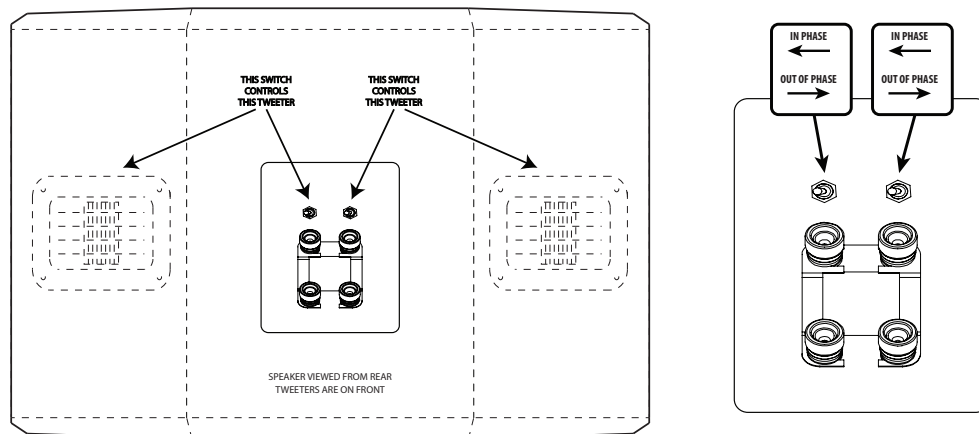 THIS SWITCH
CONTROLS
THIS TWEETER
THIS SWITCH
CONTROLS
THIS TWEETER
SPEAKER VIEWED FROM REAR
TWEETERS ARE ON FRONT
IN PHASE
OUT OF PHASE
IN PHASE
OUT OF PHASE